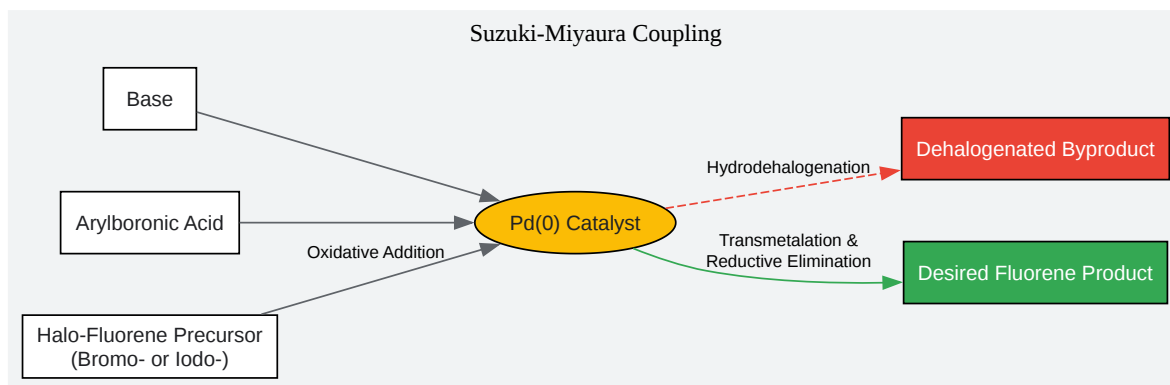 Suzuki-Miyaura Coupling
Base
Dehalogenated Byproduct
Hydrodehalogenation
Arylboronic Acid
Pd(0) Catalyst
Oxidative Addition
Transmetalation &
Reductive Elimination
Desired Fluorene Product
Halo-Fluorene Precursor
(Bromo- or Iodo-)